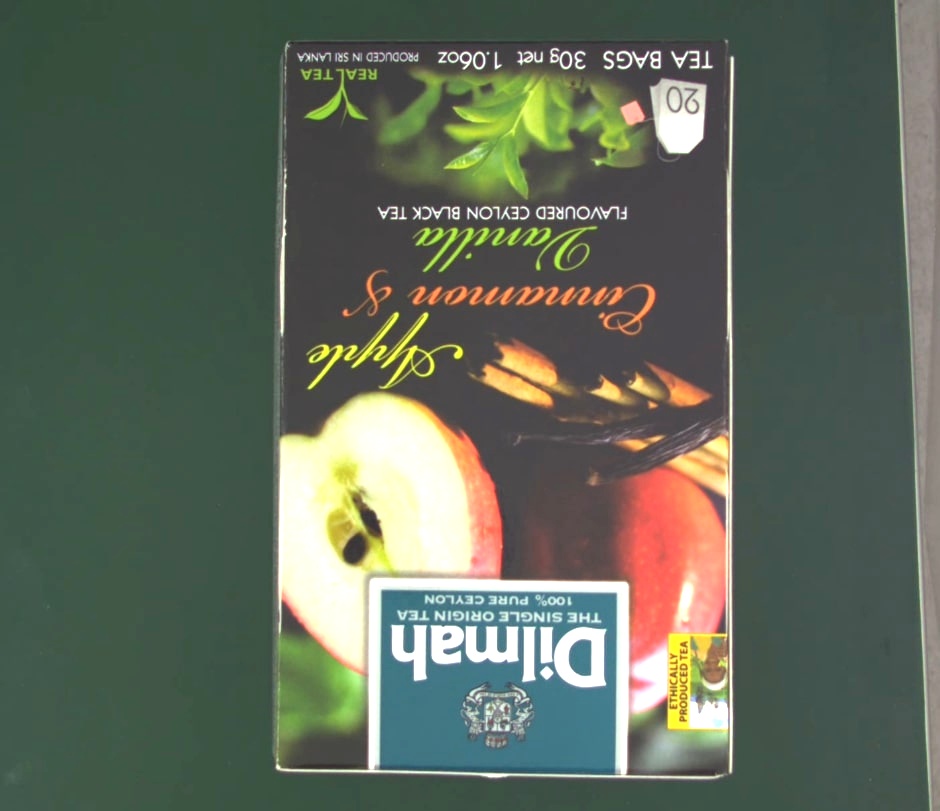 Dilmah
THE SINGLE ORIGIN TEA
100% PURE CEYLON
ETHICALLY
PRODUCED TEA
Apple
Cinnamon &
Vanilla
FLAVOURED CEYLON BLACK TEA
20
TEA BAGS 30g net 1.06oz
REAL TEA
PRODUCED IN SRI LANKA